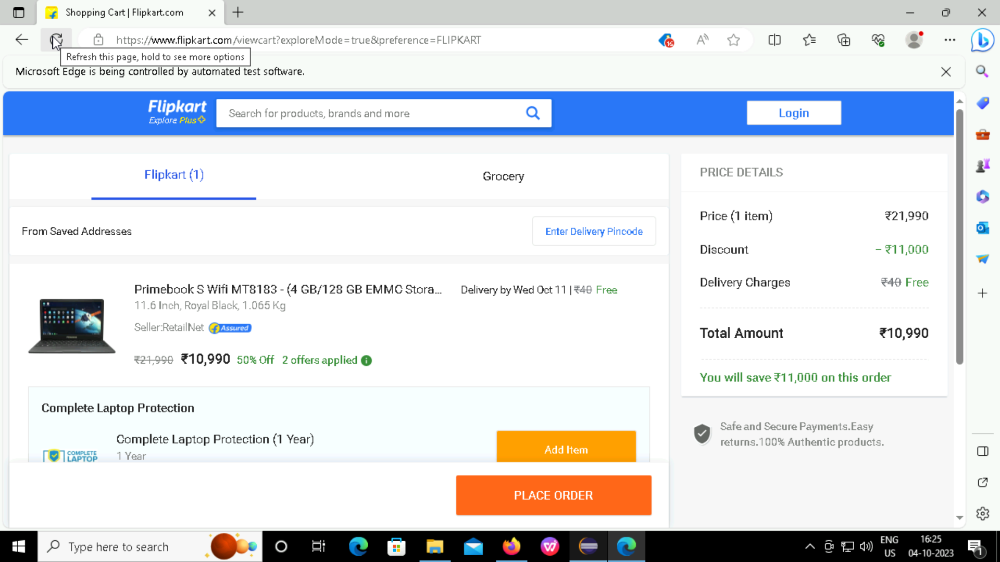 Shopping Cart | Flipkart.com
https://www.flipkart.com/viewcart?exploreMode=true&preference=FLIPKART
16
Refresh this page, hold to see more options
Microsoft Edge is being controlled by automated test software.
Flipkart
Explore Plus
Search for products, brands and more
Login
Flipkart (1)
Grocery
From Saved Addresses
Enter Delivery Pincode
Primebook S Wifi MT8183 - (4 GB/128 GB EMMC Stora...
Delivery by Wed Oct 11 | ₹40 Free
11.6 Inch, Royal Black, 1.065 Kg
Seller:RetailNet Assured
₹21,990 ₹10,990 50% Off 2 offers applied
Complete Laptop Protection
Complete Laptop Protection (1 Year)
1 Year
COMPLETE
LAPTOP
Add Item
PLACE ORDER
PRICE DETAILS
Price (1 item) ₹21,990
Discount − ₹11,000
Delivery Charges ₹40 Free
Total Amount ₹10,990
You will save ₹11,000 on this order
Safe and Secure Payments.Easy
returns.100% Authentic products.
Type here to search
ENG
US
16:25
04-10-2023
1